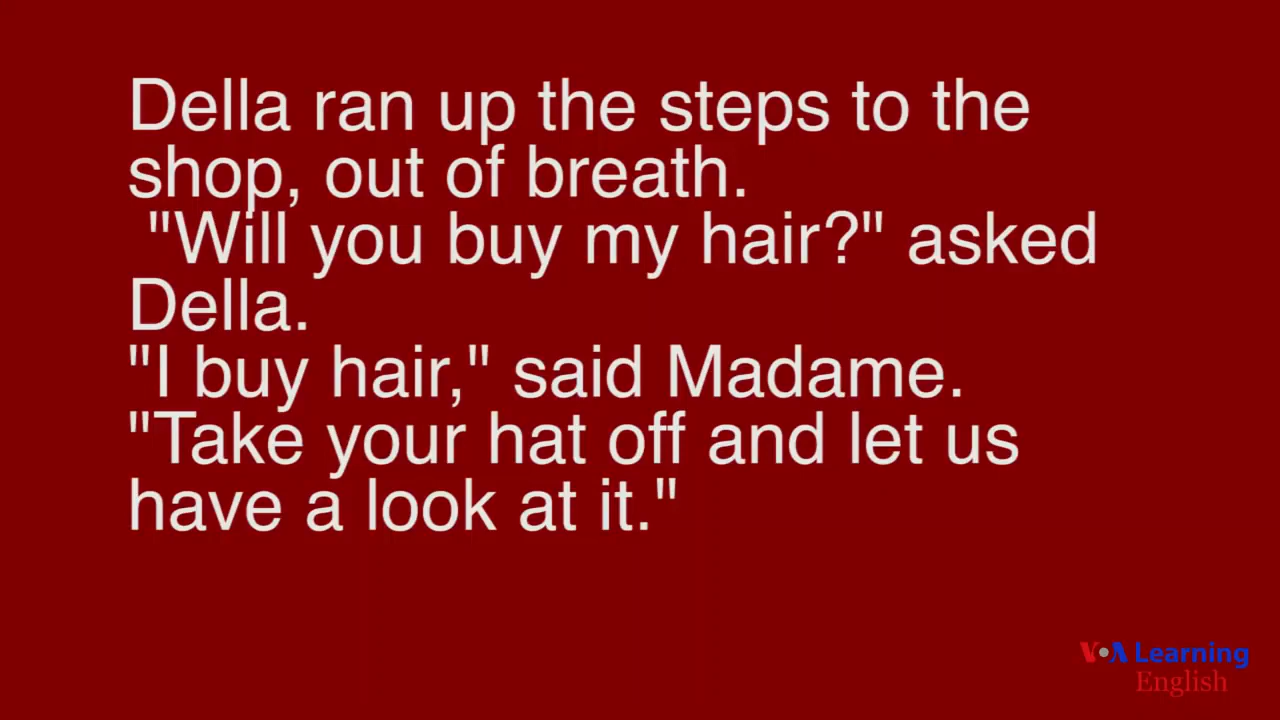 Della ran up the steps to the
shop, out of breath.
"Will you buy my hair?" asked
Della.
"I buy hair," said Madame.
"Take your hat off and let us
have a look at it."
VOA Learning
English